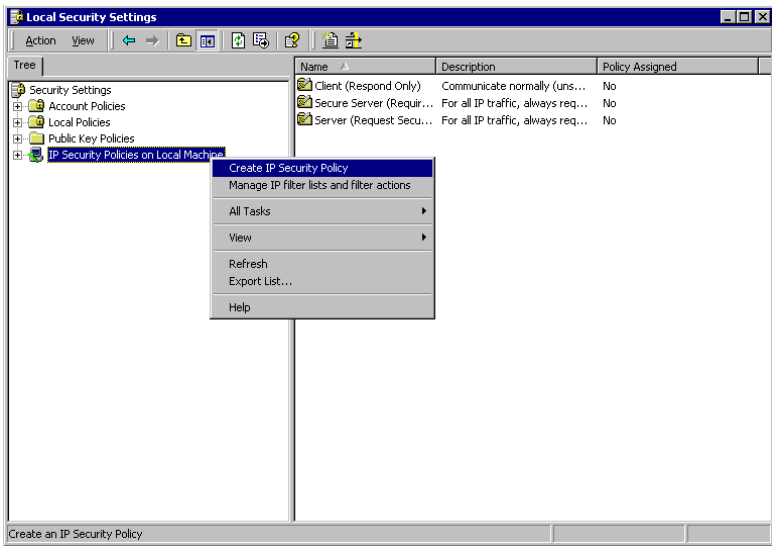 Local Security Settings
Action View
Tree
Name Description Policy Assigned
Security Settings
Account Policies
Local Policies
Public Key Policies
IP Security Policies on Local Machine
Client (Respond Only) Communicate normally (uns... No
Secure Server (Requir... For all IP traffic, always req... No
Server (Request Secu... For all IP traffic, always req... No
Create IP Security Policy
Manage IP filter lists and filter actions
All Tasks
View
Refresh
Export List...
Help
Create an IP Security Policy